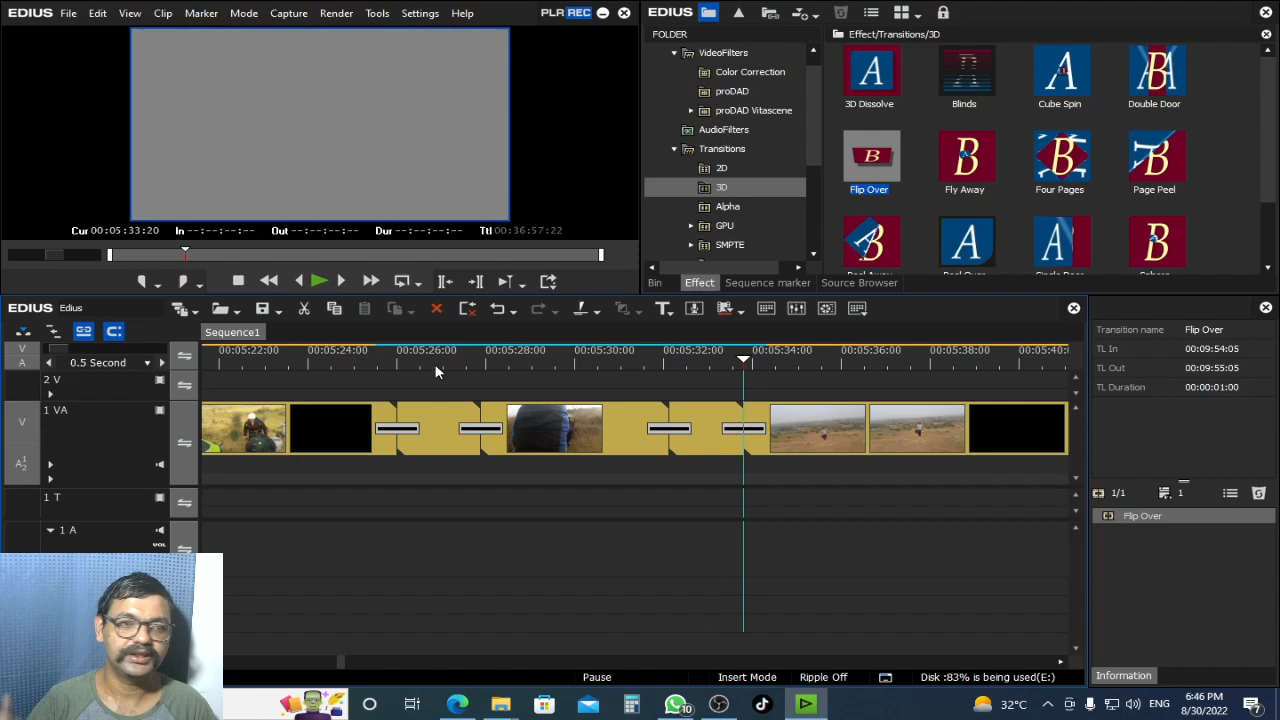 EDIUS File Edit View Clip Marker Mode Capture Render Tools Settings Help PLR REC
Cur 00:05:33:20 In --:--:--:-- Out --:--:--:-- Dur --:--:--:-- Ttl 00:36:57:22
EDIUS
FOLDER
VideoFilters
Color Correction
proDAD
proDAD Vitascene
AudioFilters
Transitions
2D
3D
Alpha
GPU
SMPTE
Effect/Transitions/3D
A
3D Dissolve
Blinds
A
Cube Spin
B
Double Door
B
Flip Over
B
Fly Away
B
Four Pages
B
Page Peel
B
A
Peel Over
A
Single Door
B
Sphere
Bin Effect Sequence marker Source Browser
EDIUS Edius
Sequence1
V
A
0.5 Second
00:05:22:00 00:05:24:00 00:05:26:00 00:05:28:00 00:05:30:00 00:05:32:00 00:05:34:00 00:05:36:00 00:05:38:00 00:05:40:0
2 V
1 VA
V
A
1 T
1 A
VOL
Transition name Flip Over
TL In 09:54:05
TL Out 00:09:55:05
TL Duration 00:00:01:00
1/1 1
Flip Over
Information
Pause Insert Mode Ripple Off Disk :83% is being used(E:)
10 32°C ENG 6:46 PM
8/30/2022 7